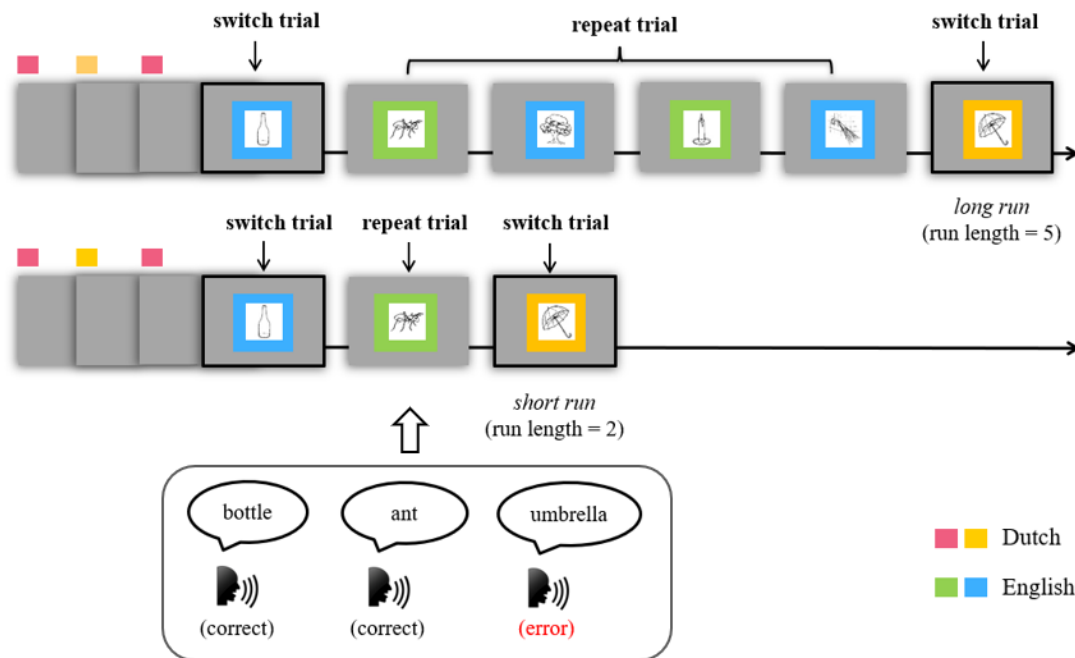 switch trial
repeat trial
switch trial
long run
(run length = 5)
switch trial
repeat trial
switch trial
short run
(run length = 2)
bottle
ant
umbrella
(correct)
(correct)
(error)
Dutch
English